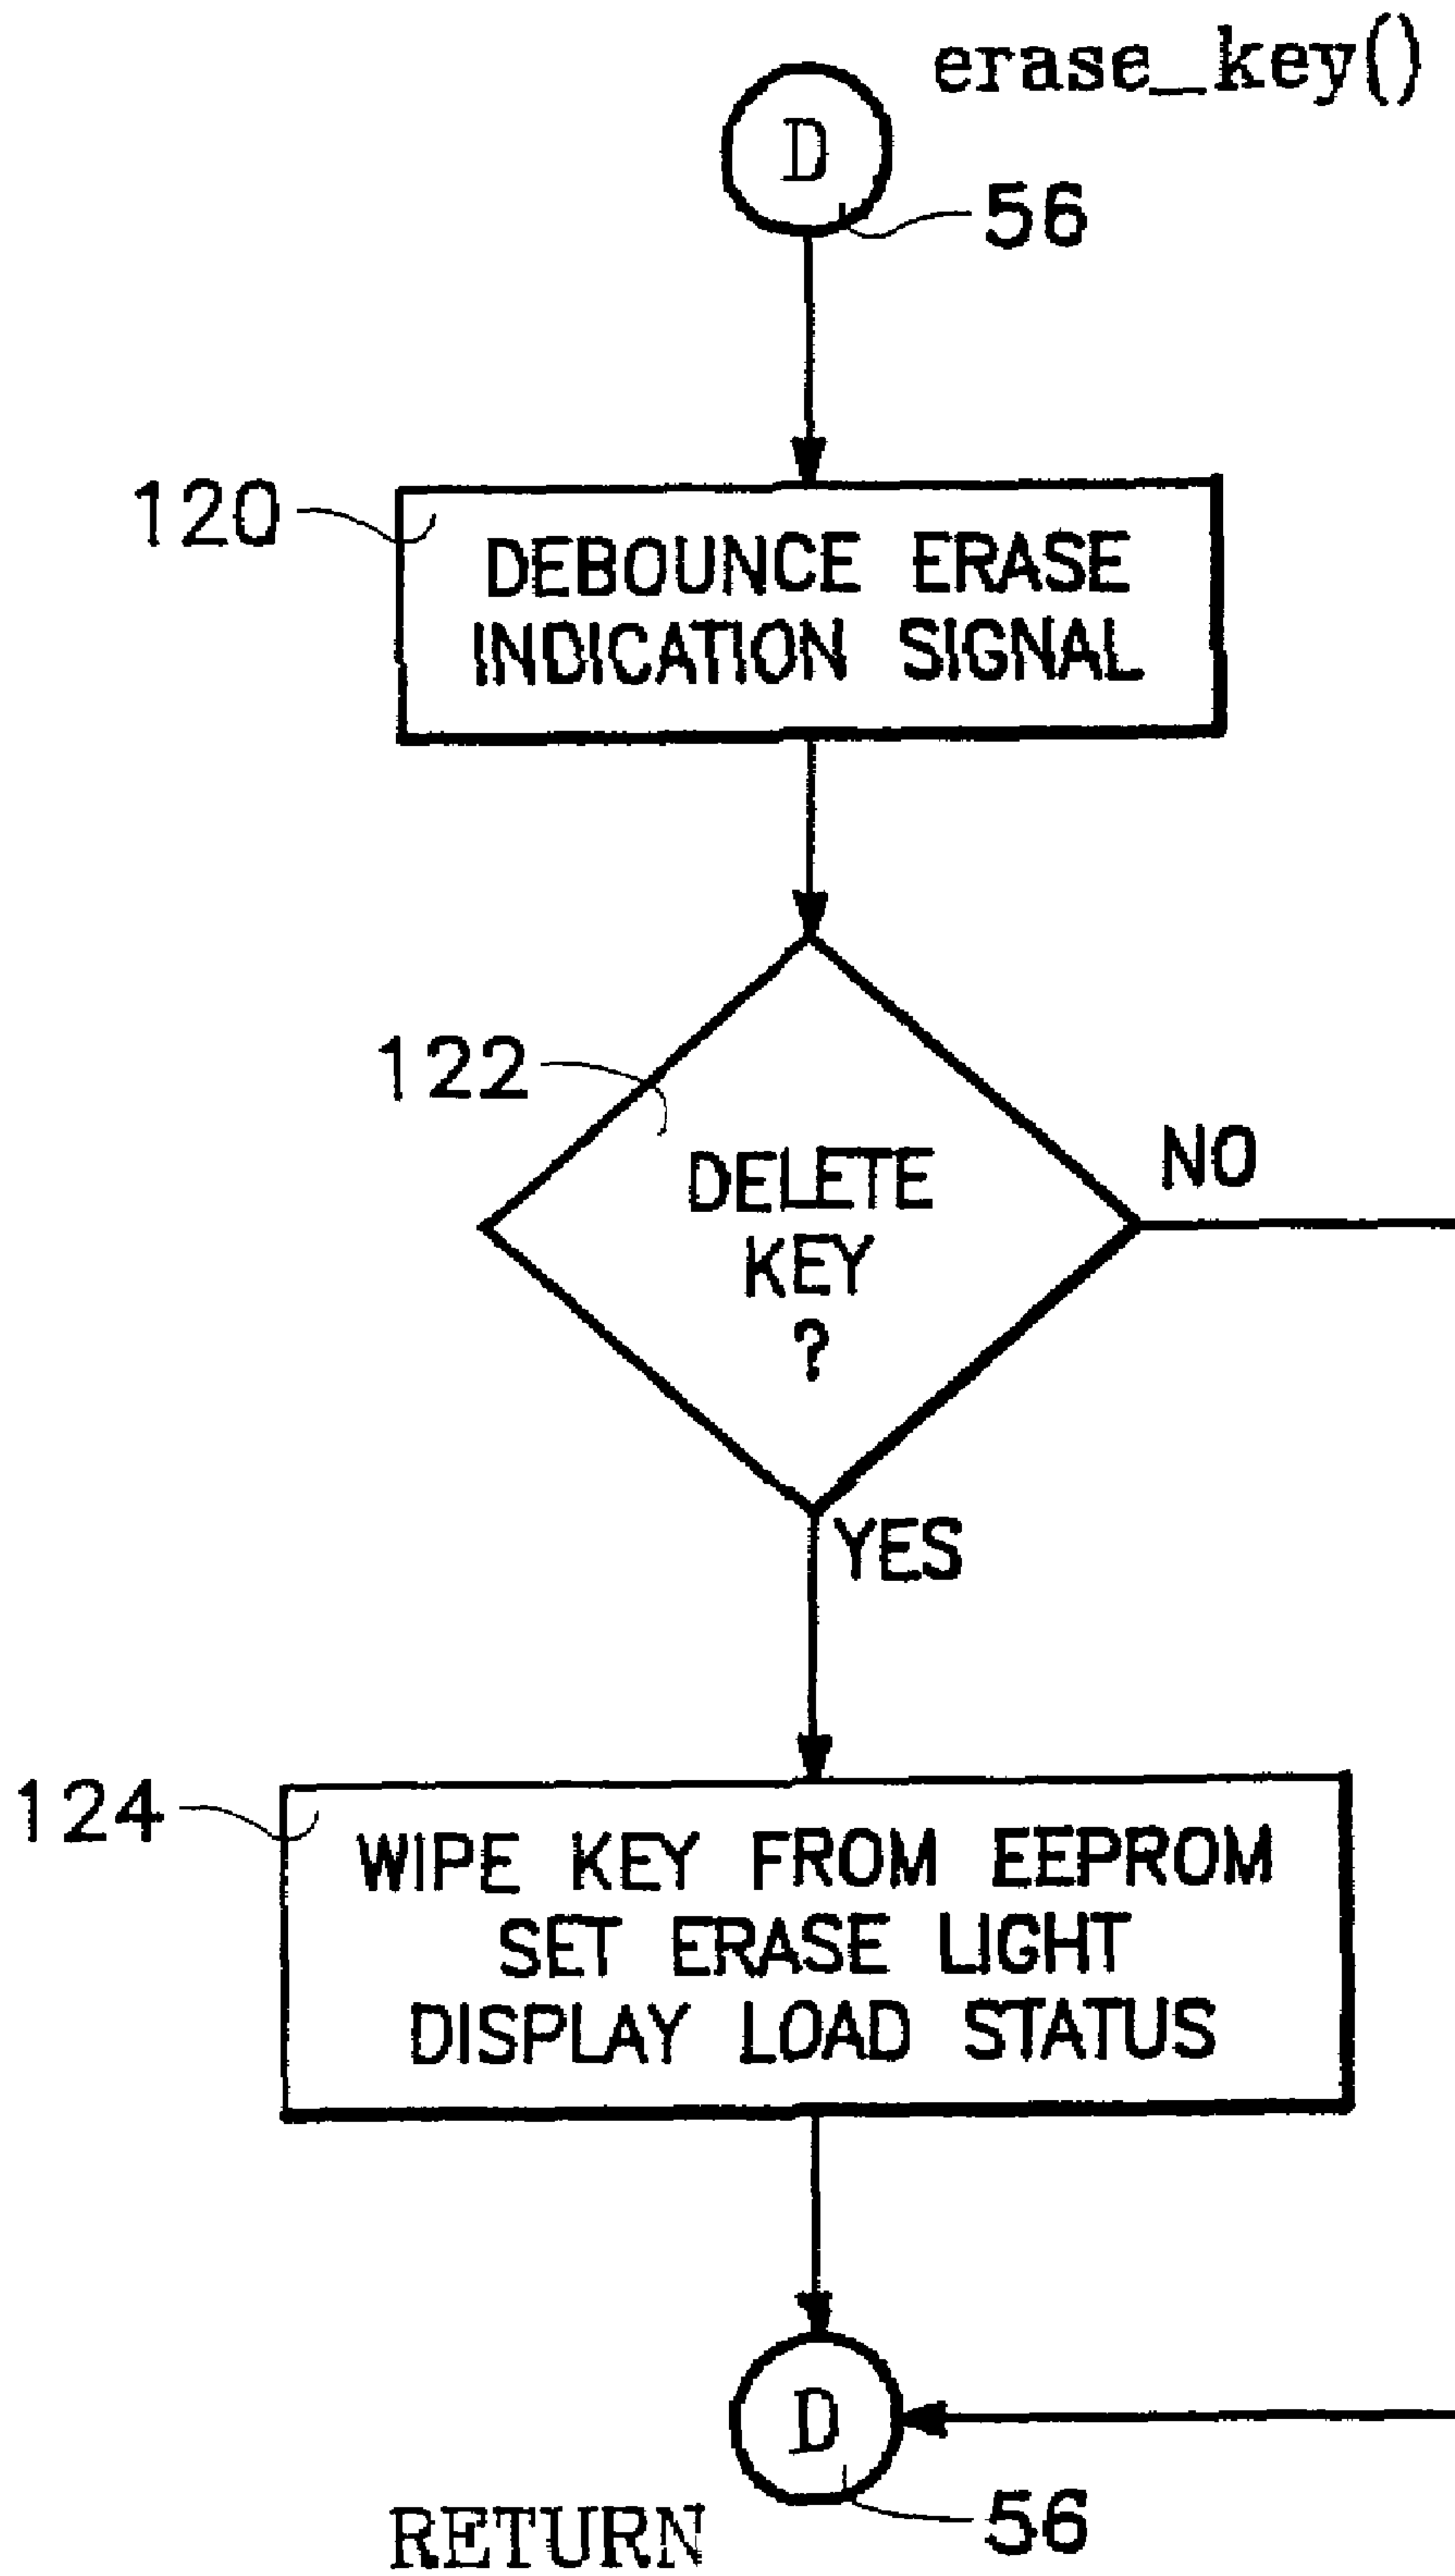 erase_key()
D
56
120
DEBOUNCE ERASE
INDICATION SIGNAL
122
DELETE
KEY
?
NO
YES
124
WIPE KEY FROM EEPROM
SET ERASE LIGHT
DISPLAY LOAD STATUS
D
56
RETURN